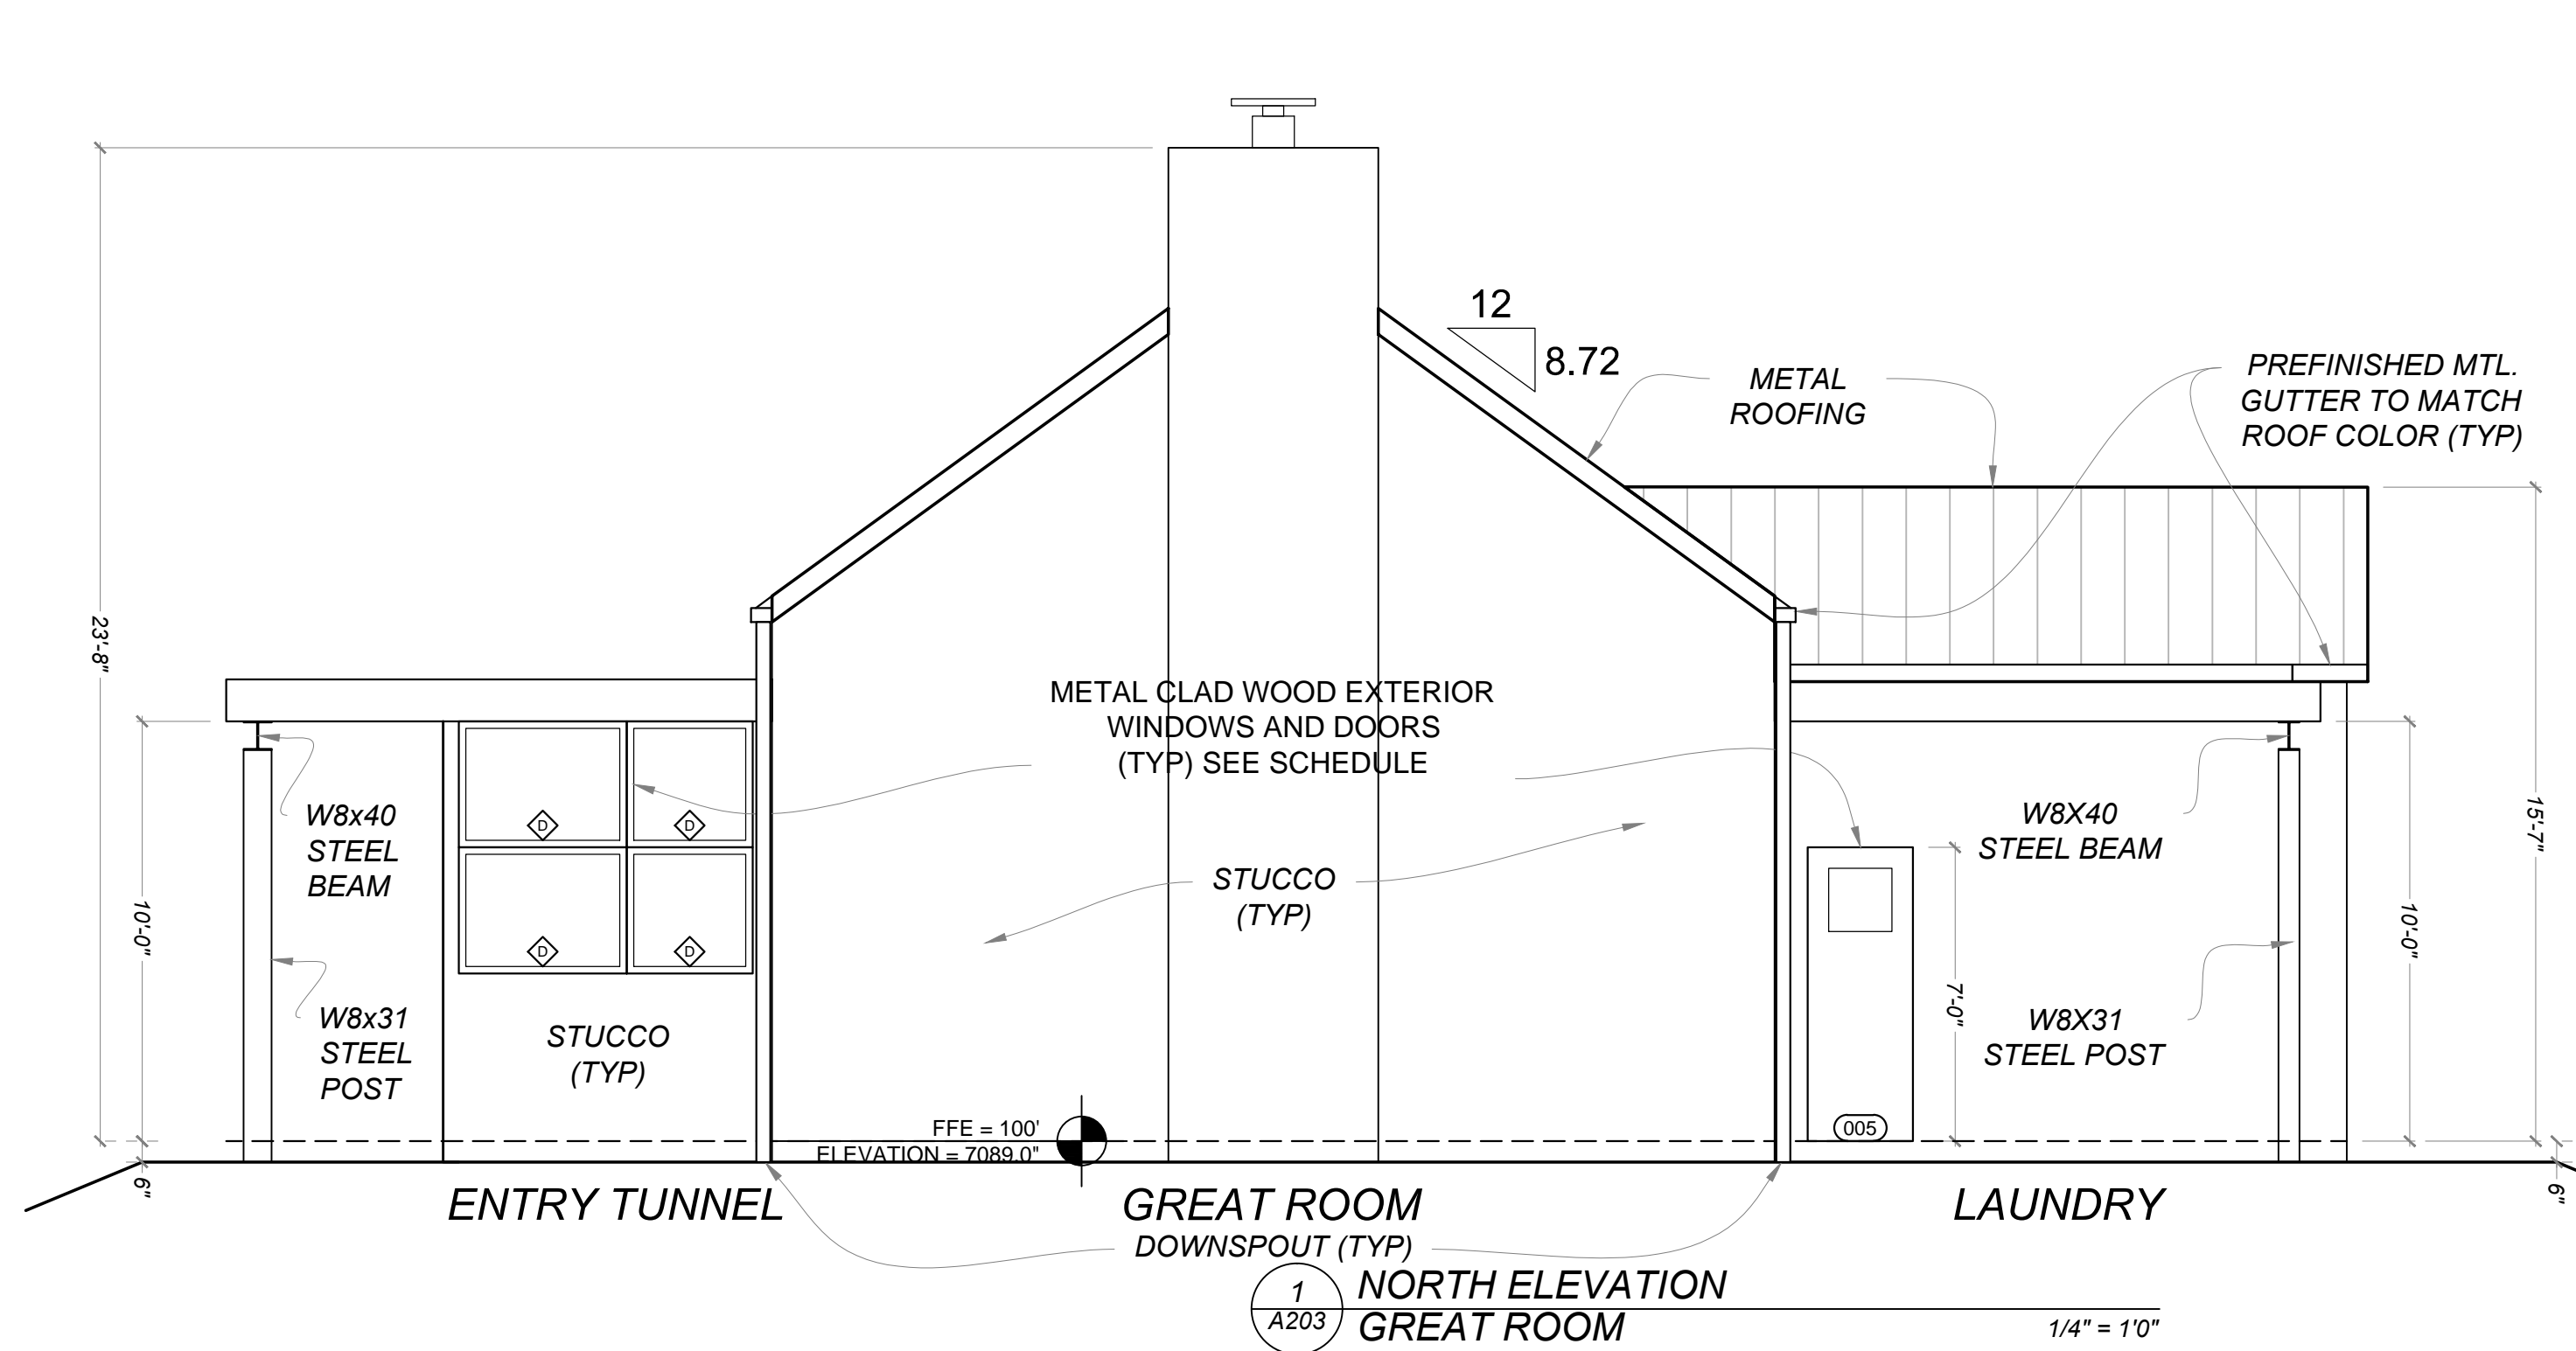 12
8.72
METAL
ROOFING
PREFINISHED MTL.
GUTTER TO MATCH
ROOF COLOR (TYP)
23'-8"
METAL CLAD WOOD EXTERIOR
WINDOWS AND DOORS
(TYP) SEE SCHEDULE
W8x40
STEEL
BEAM
D
D
W8X40
STEEL BEAM
15'-7"
STUCCO
(TYP)
10'-0"
10'-0"
D
D
7'-0"
W8x31
STEEL
POST
STUCCO
(TYP)
W8X31
STEEL POST
FFE = 100'
ELEVATION = 7089.0"
005
6"
6"
ENTRY TUNNEL
GREAT ROOM
LAUNDRY
DOWNSPOUT (TYP)
1
A203
NORTH ELEVATION
GREAT ROOM
1/4" = 1'0"